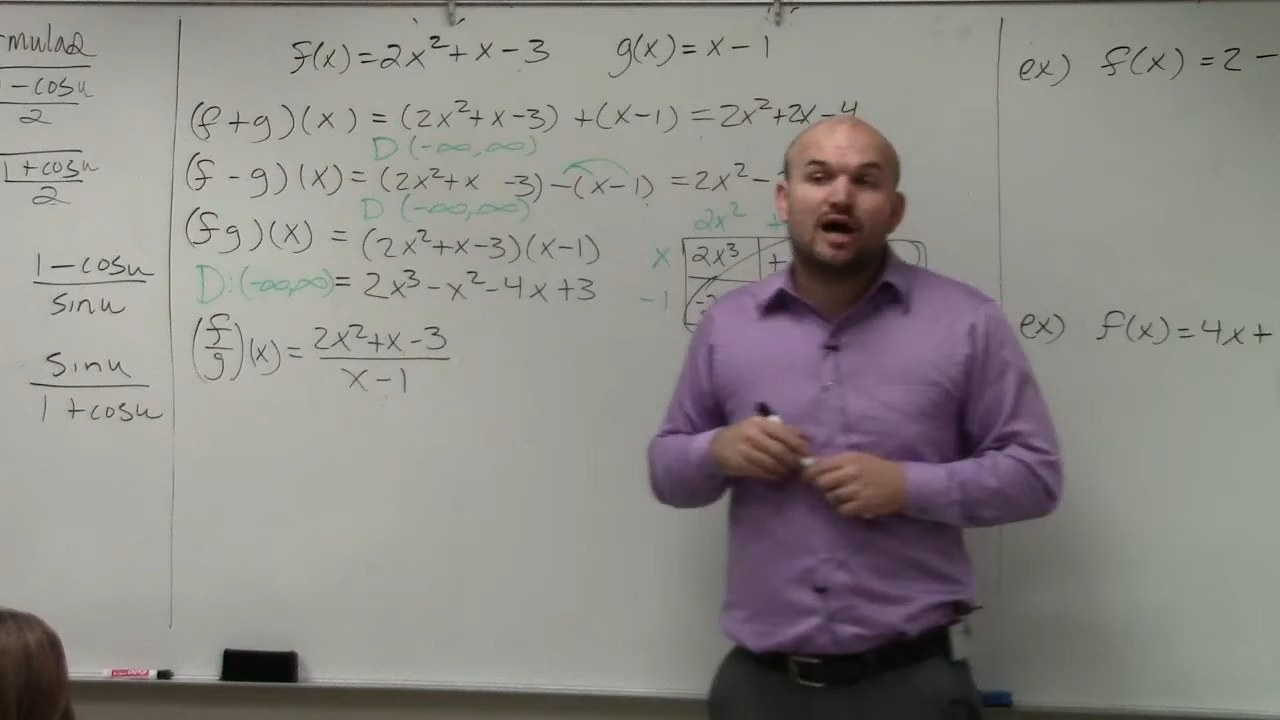 1-cosu
2
1+cosu
2
1-cosu
sinu
sinu
1+cosu
f(x)=2x²+x-3 g(x)=x-1
(f+g)(x)=(2x²+x-3)+(x-1)=2x²+2x-4
D(-∞,∞)
(f-g)(x)=(2x²+x -3)-(x-1)=2x²-
D (-∞,∞)
(fg)(x) = (2x²+x-3)(x-1)
D:(-∞,∞)= 2x³-x²-4x+3
(f/g)(x)= 2x²+x-3
x-1
2x² +
x 2x³ +
-1
ex) f(x)=2-
ex) f(x)=4x+